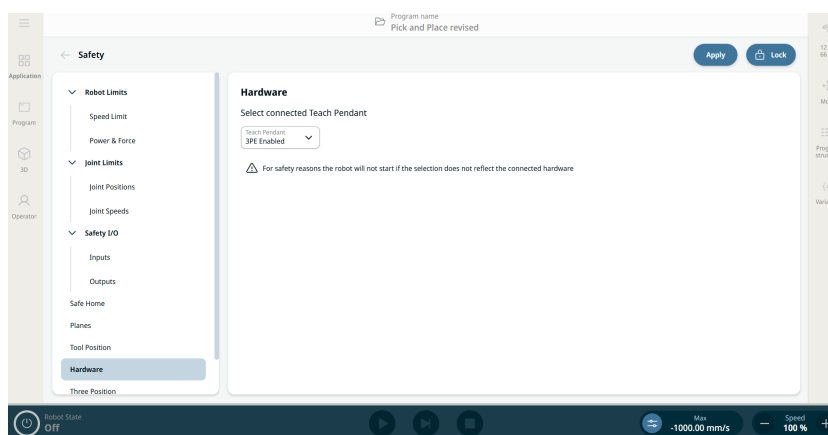 Program name
Pick and Place revised
Safety
Apply
Lock
Application
Program
3D
Operator
Robot Limits
Speed Limit
Power & Force
Joint Limits
Joint Positions
Joint Speeds
Safety I/O
Inputs
Outputs
Safe Home
Planes
Tool Position
Hardware
Three Position
Hardware
Select connected Teach Pendant
Teach Pendant
3PE Enabled
For safety reasons the robot will not start if the selection does not reflect the connected hardware
12
66
Robot State
Off
Max
-1000.00 mm/s
Speed
100 %